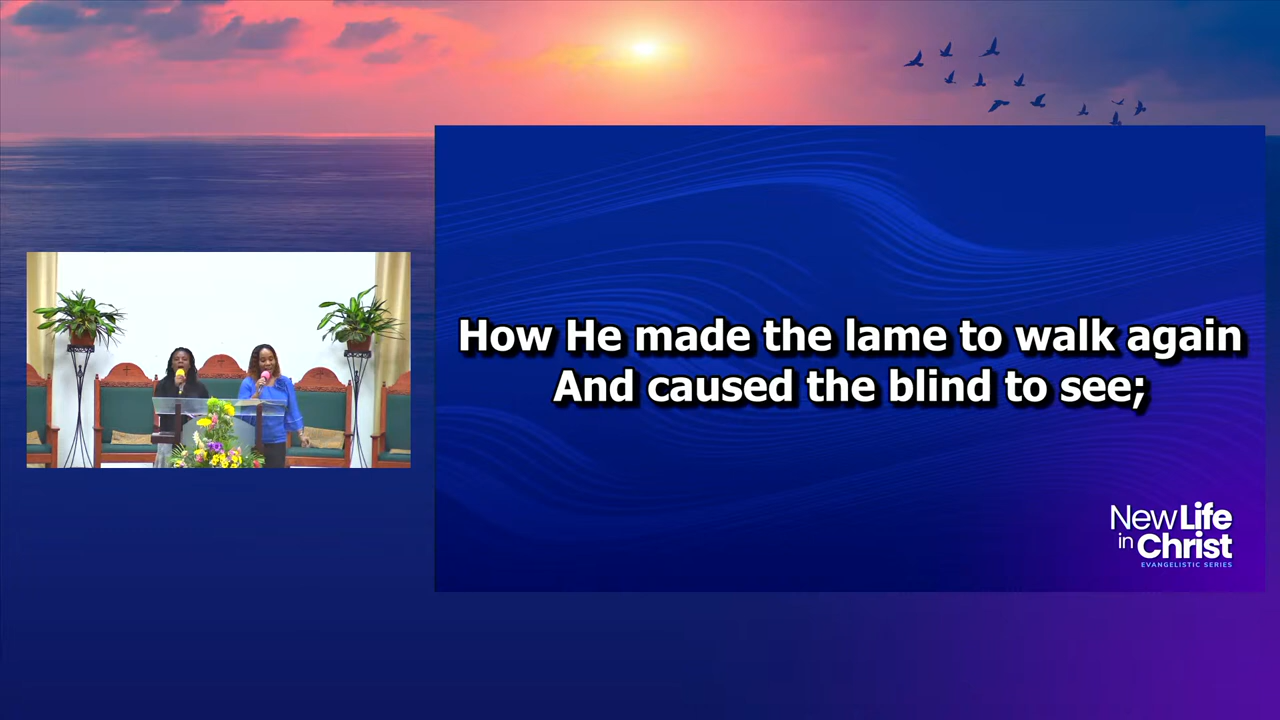 How He made the lame to walk again
And caused the blind to see;
New Life
in Christ
EVANGELISTIC SERIES